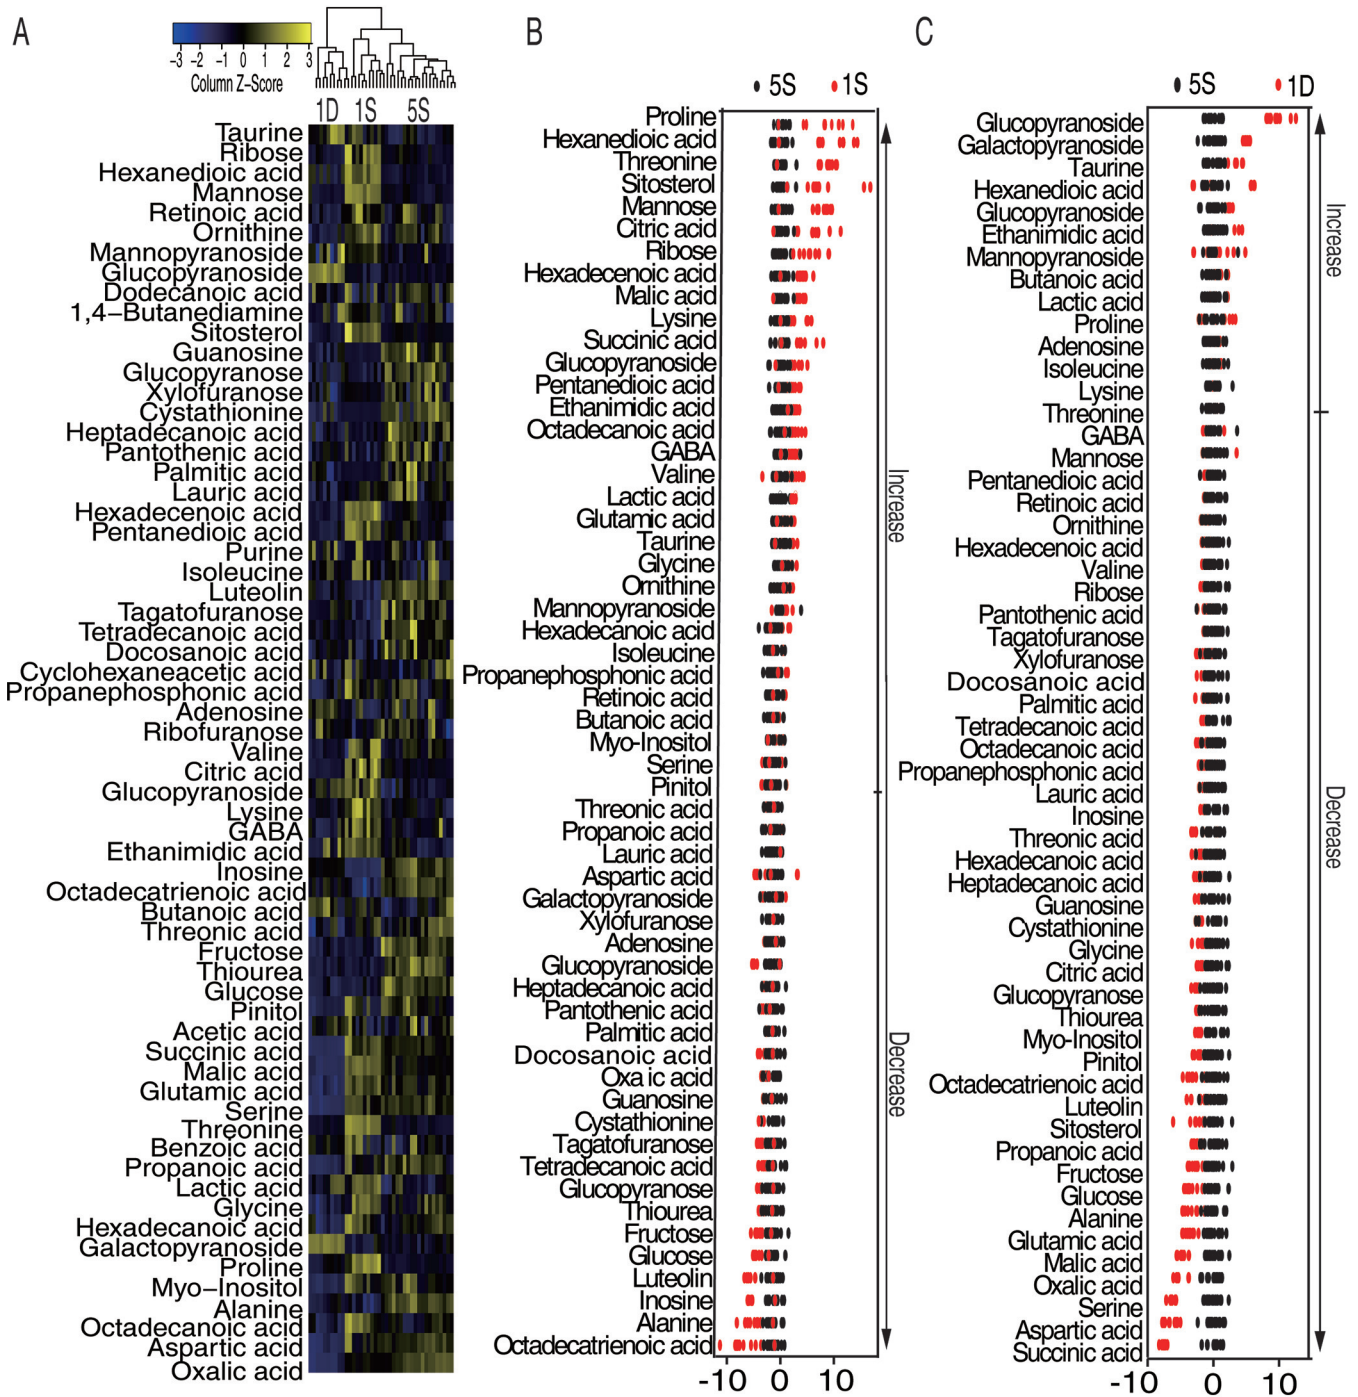 A
B
C
-3 -2 -1 0 1 2 3
Column Z-Score
1D 1S 5S
Taurine
Ribose
Hexanedioic acid
Mannose
Retinoic acid
Ornithine
Mannopyranoside
Glucopyranoside
Dodecanoic acid
1,4-Butanediamine
Sitosterol
Guanosine
Glucopyranose
Xylofuranose
Cystathionine
Heptadecanoic acid
Pantothenic acid
Palmitic acid
Lauric acid
Hexadecenoic acid
Pentanedioic acid
Purine
Isoleucine
Luteolin
Tagatofuranose
Tetradecanoic acid
Docosanoic acid
Cyclohexaneacetic acid
Propanephosphonic acid
Adenosine
Ribofuranose
Valine
Citric acid
Glucopyranoside
Lysine
GABA
Ethanimidic acid
Inosine
Octadecatrienoic acid
Butanoic acid
Threonic acid
Fructose
Thiourea
Glucose
Pinitol
Acetic acid
Succinic acid
Malic acid
Glutamic acid
Serine
Threonine
Benzoic acid
Propanoic acid
Lactic acid
Glycine
Hexadecanoic acid
Galactopyranoside
Proline
Myo-Inositol
Alanine
Octadecanoic acid
Aspartic acid
Oxalic acid
5S 1S
Proline
Hexanedioic acid
Threonine
Sitosterol
Mannose
Citric acid
Ribose
Hexadecenoic acid
Malic acid
Lysine
Succinic acid
Glucopyranoside
Pentanedioic acid
Ethanimidic acid
Octadecanoic acid
GABA
Valine
Lactic acid
Glutamic acid
Taurine
Glycine
Ornithine
Mannopyranoside
Hexadecanoic acid
Isoleucine
Propanephosphonic acid
Retinoic acid
Butanoic acid
Myo-Inositol
Serine
Pinitol
Threonic acid
Propanoic acid
Lauric acid
Aspartic acid
Galactopyranoside
Xylofuranose
Adenosine
Glucopyranoside
Heptadecanoic acid
Pantothenic acid
Palmitic acid
Docosanoic acid
Oxa ic acid
Guanosine
Cystathionine
Tagatofuranose
Tetradecanoic acid
Glucopyranose
Thiourea
Fructose
Glucose
Luteolin
Inosine
Alanine
Octadecatrienoic acid
-10 0 10
Increase
Decrease
5S 1D
Glucopyranoside
Galactopyranoside
Taurine
Hexanedioic acid
Glucopyranoside
Ethanimidic acid
Mannopyranoside
Butanoic acid
Lactic acid
Proline
Adenosine
Isoleucine
Lysine
Threonine
GABA
Mannose
Pentanedioic acid
Retinoic acid
Ornithine
Hexadecenoic acid
Valine
Ribose
Pantothenic acid
Tagatofuranose
Xylofuranose
Docosanoic acid
Palmitic acid
Tetradecanoic acid
Octadecanoic acid
Propanephosphonic acid
Lauric acid
Inosine
Threonic acid
Hexadecanoic acid
Heptadecanoic acid
Guanosine
Cystathionine
Glycine
Citric acid
Glucopyranose
Thiourea
Myo-Inositol
Pinitol
Octadecatrienoic acid
Luteolin
Sitosterol
Propanoic acid
Fructose
Glucose
Alanine
Glutamic acid
Malic acid
Oxalic acid
Serine
Aspartic acid
Succinic acid
-10 0 10
Increase
Decrease